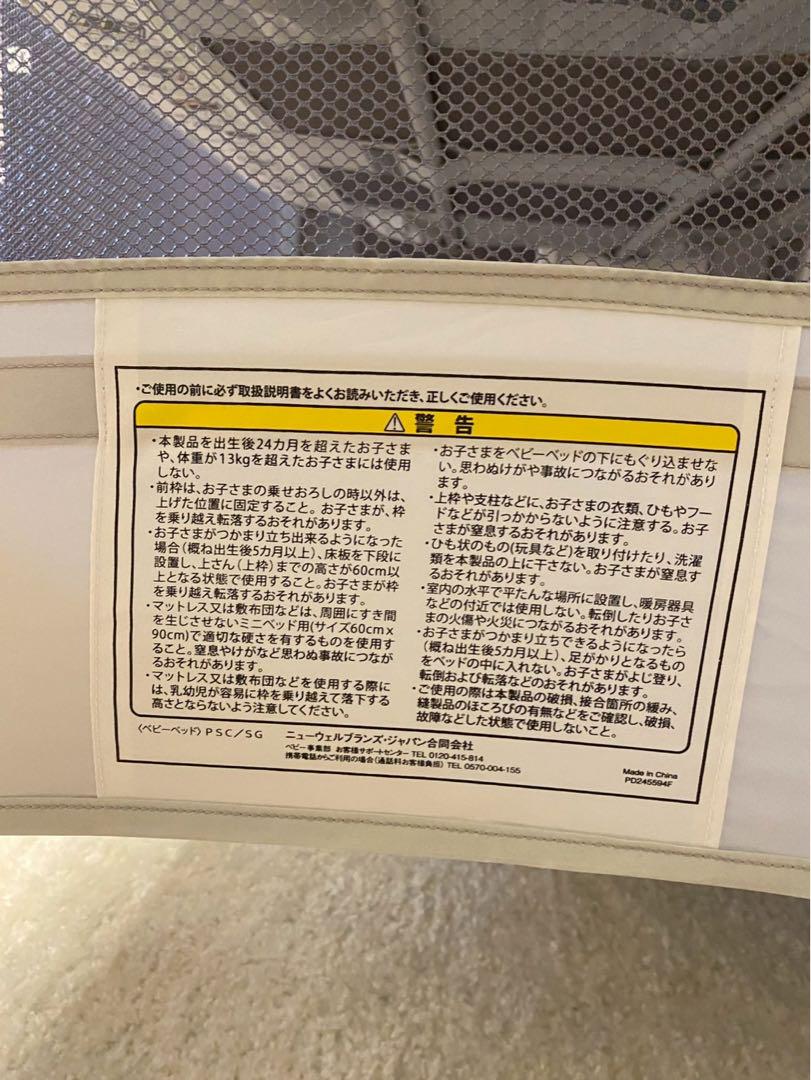 ・ご使用の前に必ず取扱説明書をよくお読みいただき、正しくご使用ください。
⚠警告
・本製品を出生後24カ月を超えたお子さま
や、体重が13kgを超えたお子さまには使用
しない。
・前枠は、お子さまの乗せおろしの時以外は、
上げた位置に固定すること。お子さまが、枠
を乗り越え転落するおそれがあります。
・お子さまがつかまり立ち出来るようになった
場合(概ね出生後5カ月以上)、床板を下段に
設置し、上さん(上枠)までの高さが60cm以
上となる状態で使用すること。お子さまが枠
を乗り越え転落するおそれがあります。
・マットレス又は敷布団などは、周囲にすき間
を生じさせないミニベッド用(サイズ60cm×
90cm)で適切な硬さを有するものを使用す
ること。窒息やけがなど思わぬ事故につなが
るおそれがあります。
・マットレス又は敷布団などを使用する際に
は、乳幼児が容易に枠を乗り越えて落下する
高さとならないよう注意してください。
・お子さまをベビーベッドの下にもぐり込ませな
い。思わぬけがや事故につながるおそれがあり
ます。
・上枠や支柱などに、お子さまの衣類、ひもやフー
ドなどが引っかからないように注意する。お子
さまが窒息するおそれがあります。
・ひも状のもの(玩具など)を取り付けたり、洗濯
類を本製品の上に干さない。お子さまが窒息す
るおそれがあります。
・室内の水平で平たんな場所に設置し、暖房器具
などの付近では使用しない。転倒したりお子さ
まの火傷や火災につながるおそれがあります。
・お子さまがつかまり立ちできるようになったら
(概ね出生後5カ月以上)、足がかりとなるもの
をベッドの中に入れない。お子さまがよじ登り、
転倒および転落などのおそれがあります。
・ご使用の際は本製品の破損、接合箇所の緩み、
縫製品のほころびの有無などをご確認し、破損、
故障などした状態で使用しないこと。
〈ベビーベッド〉PSC/SG
ニューウェルブランズ・ジャパン合同会社
ベビー事業部 お客様サポートセンター TEL 0120-415-814
携帯電話からご利用の場合(通話料お客様負担) TEL 0570-004-155
Made in China
PD245594F